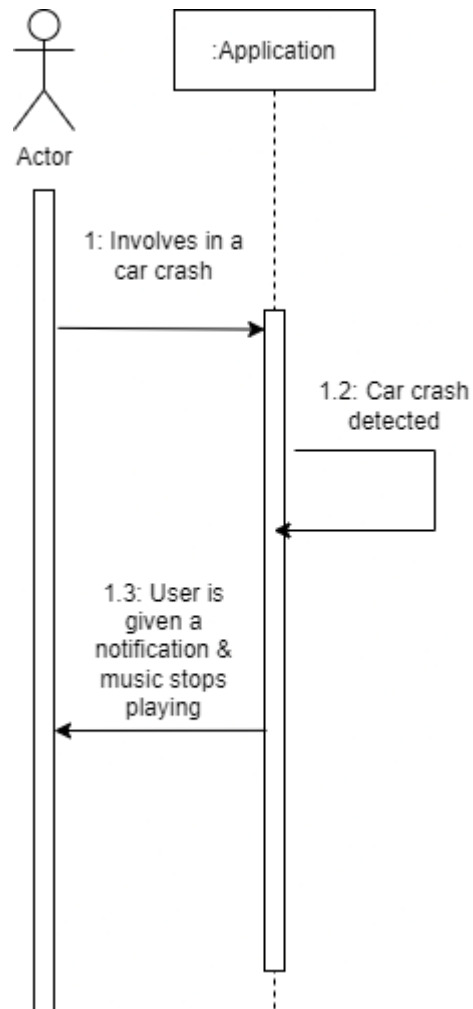 :Application
Actor
1: Involves in a
car crash
1.2: Car crash
detected
1.3: User is
given a
notification &
music stops
playing